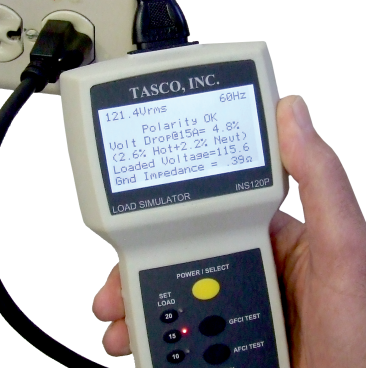 TASCO, INC.
121.4Vrms 60Hz
Polarity OK
Volt Drop@15A= 4.8%
(2.6% Hot+2.2% Neut)
Loaded Voltage=115.6
Gnd Impedance = .39Ω
LOAD SIMULATOR INS120P
POWER / SELECT
SET
LOAD
20
GFCI TEST
15
AFCI TEST
10